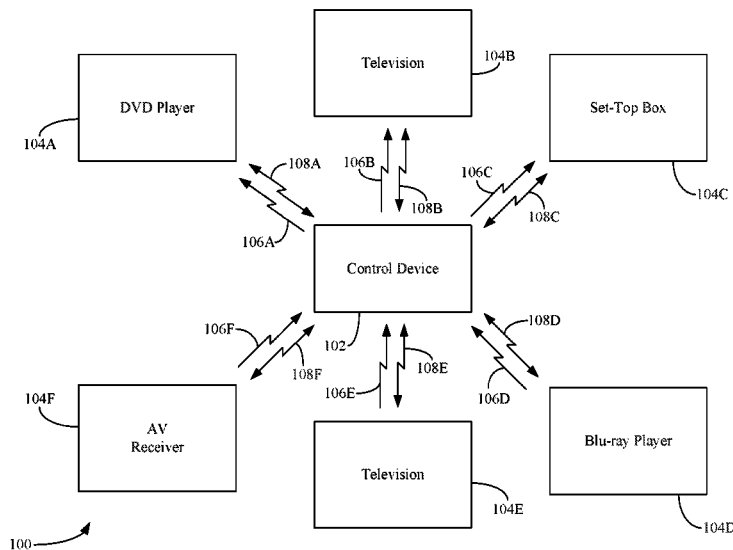 Television
104B
DVD Player
Set-Top Box
104A
108A
106B
106C
104C
108B
108C
106A
Control Device
106F
102
108D
108F
108E
106E
106D
104F
AV
Receiver
Television
Blu-ray Player
104E
104D
100